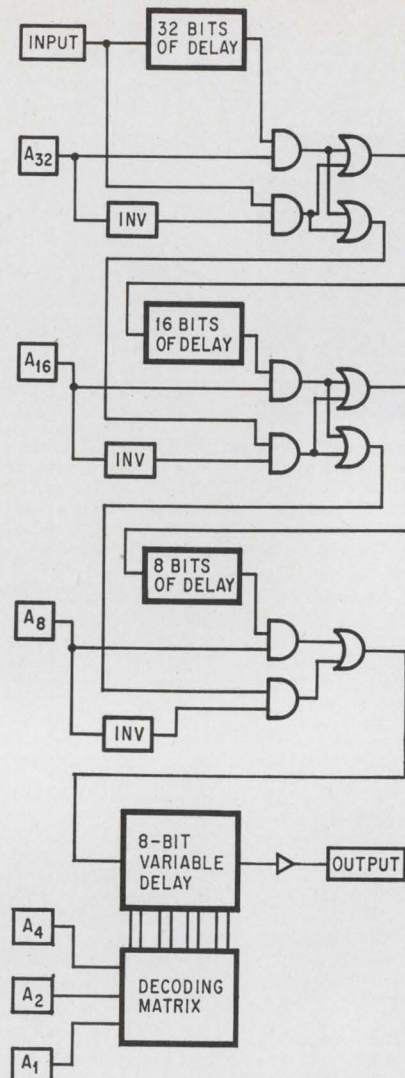 INPUT
32 BITS
OF DELAY
A32
INV
16 BITS
OF DELAY
A16
INV
8 BITS
OF DELAY
A8
INV
8-BIT
VARIABLE
DELAY
OUTPUT
A4
DECODING
MATRIX
A2
A1